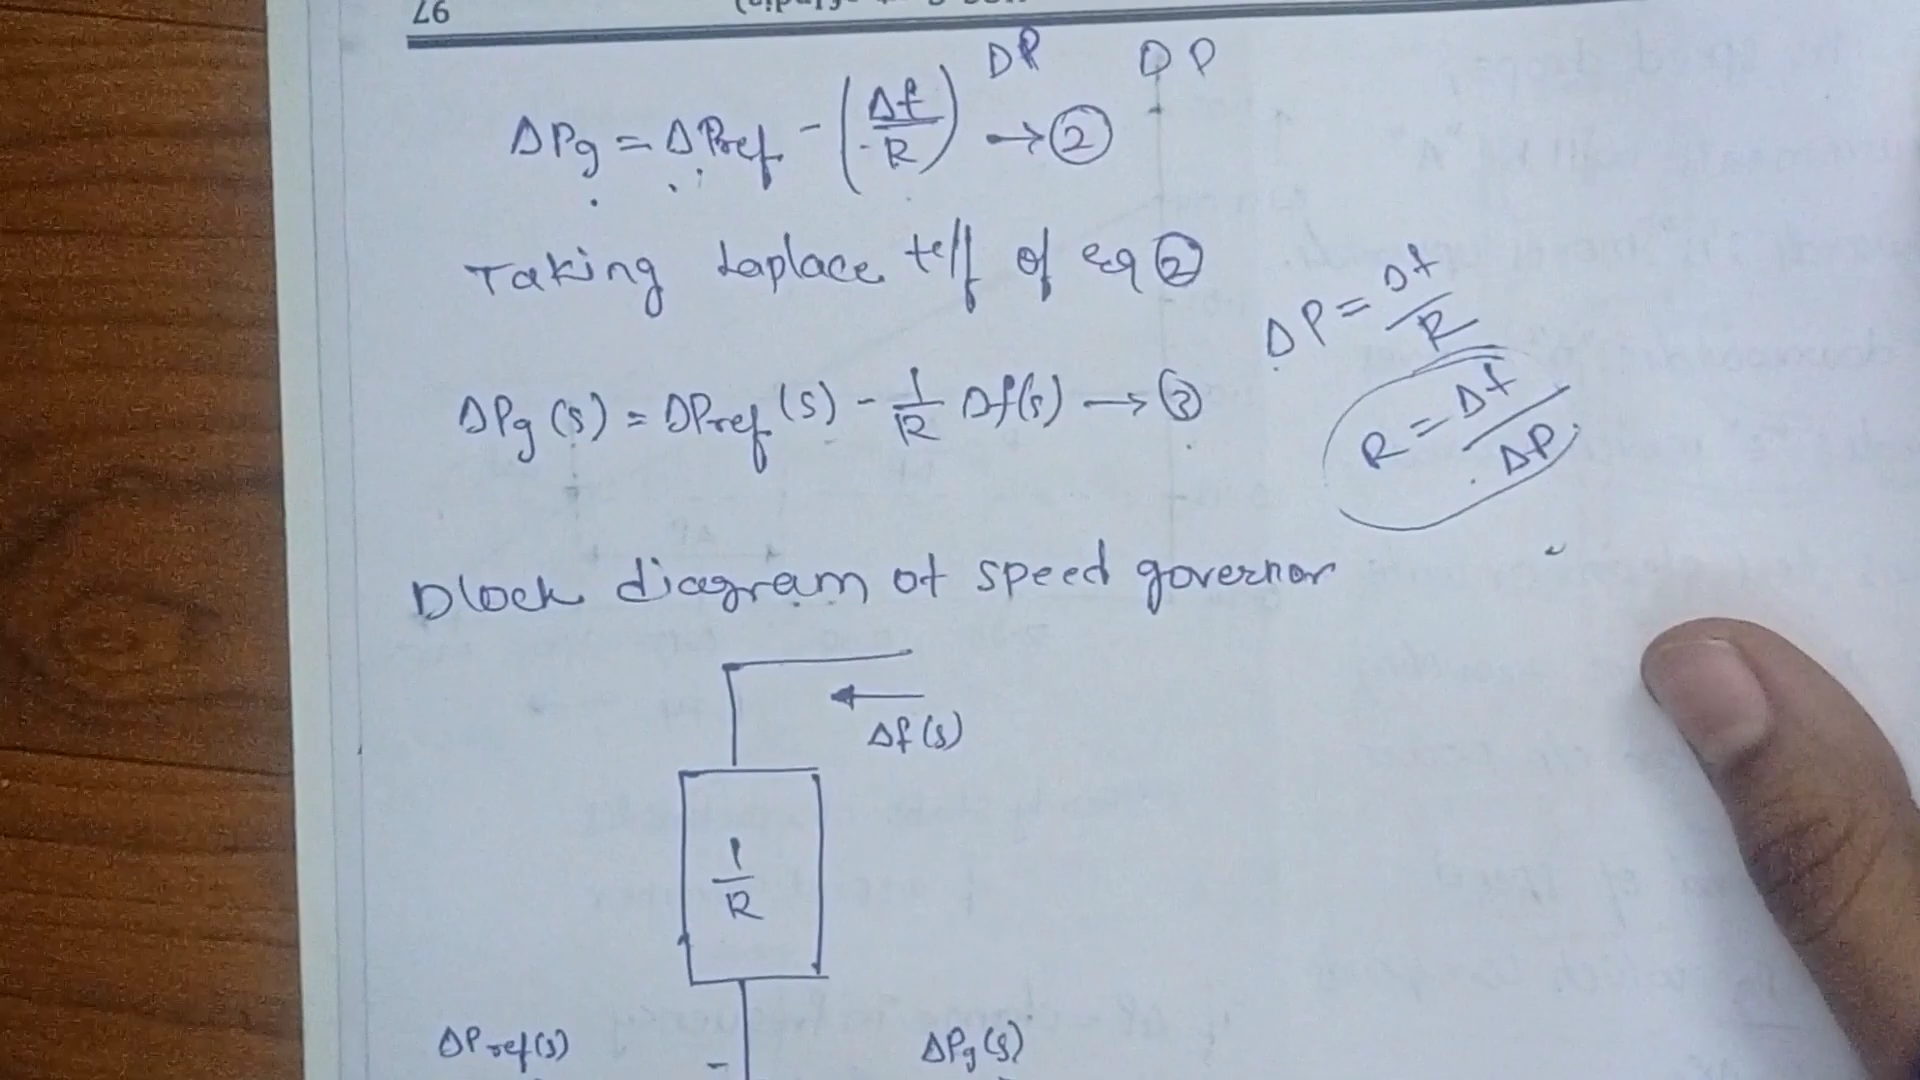 97
ΔP ΔP
ΔPg = ΔPref - (Δf/R) → ②
Taking Laplace t/f of eq ②
ΔPg (s) = ΔPref (s) - 1/R Δf(s) → ③
ΔP = Δf/R
R = Δf/ΔP
Block diagram of speed governor
Δf (s)
1/R
ΔPref(s) - ΔPg (s)